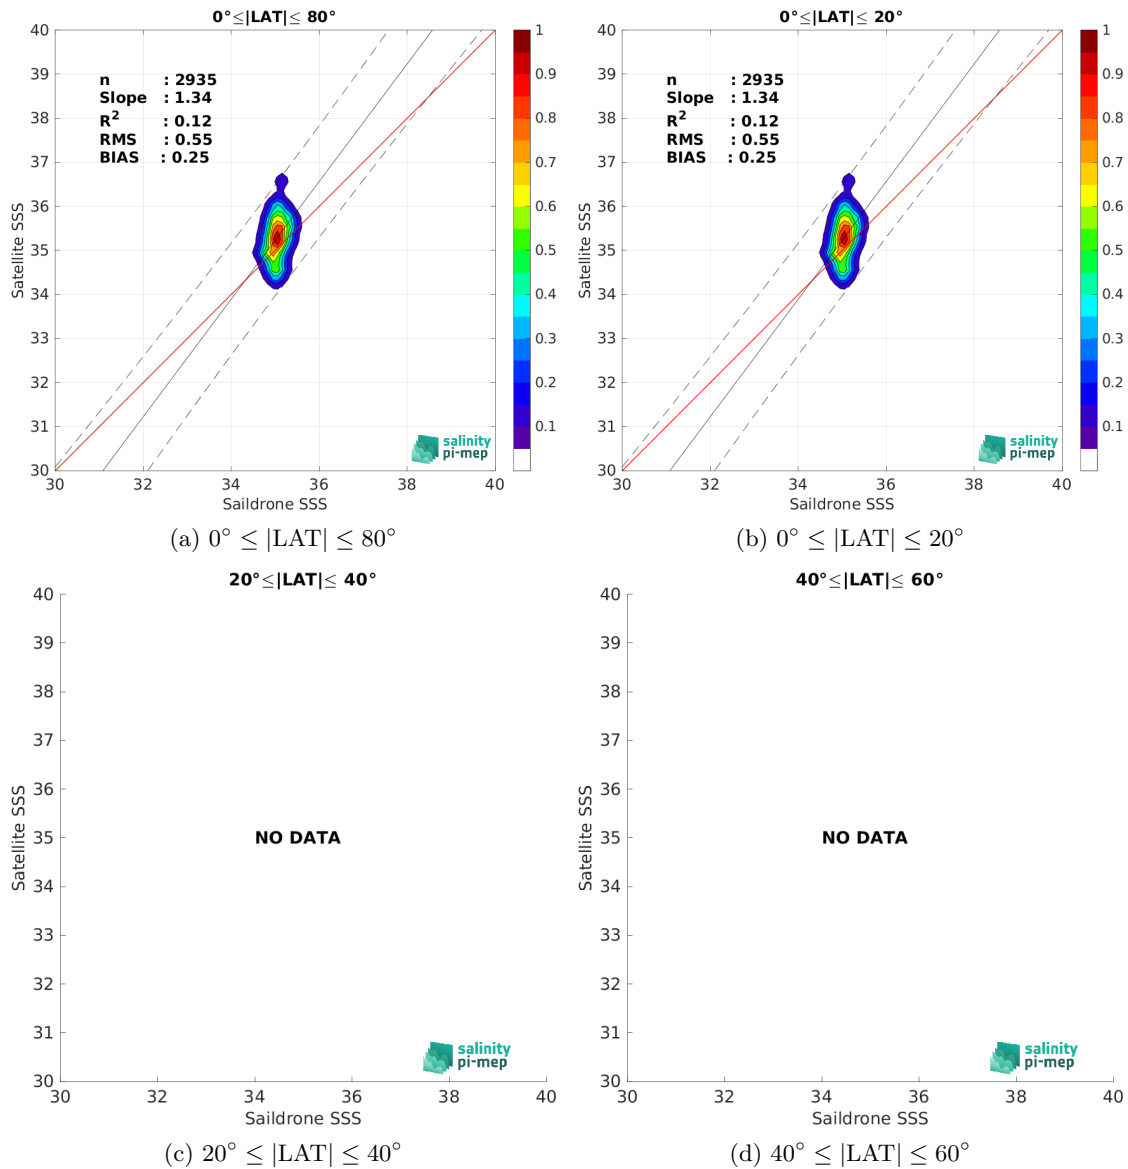 0°≤|LAT|≤ 80°
40
39
38
37
36
35
34
33
32
31
30
Satellite SSS
n : 2935
Slope : 1.34
R² : 0.12
RMS : 0.55
BIAS : 0.25
1
0.9
0.8
0.7
0.6
0.5
0.4
0.3
0.2
0.1
salinity
pi-mep
30 32 34 36 38 40
Saildrone SSS
(a) 0° ≤ |LAT| ≤ 80°
0°≤|LAT|≤ 20°
40
39
38
37
36
35
34
33
32
31
30
Satellite SSS
n : 2935
Slope : 1.34
R² : 0.12
RMS : 0.55
BIAS : 0.25
1
0.9
0.8
0.7
0.6
0.5
0.4
0.3
0.2
0.1
salinity
pi-mep
30 32 34 36 38 40
Saildrone SSS
(b) 0° ≤ |LAT| ≤ 20°
20°≤|LAT|≤ 40°
40
39
38
37
36
35
34
33
32
31
30
Satellite SSS
NO DATA
salinity
pi-mep
30 32 34 36 38 40
Saildrone SSS
(c) 20° ≤ |LAT| ≤ 40°
40°≤|LAT|≤ 60°
40
39
38
37
36
35
34
33
32
31
30
Satellite SSS
NO DATA
salinity
pi-mep
30 32 34 36 38 40
Saildrone SSS
(d) 40° ≤ |LAT| ≤ 60°